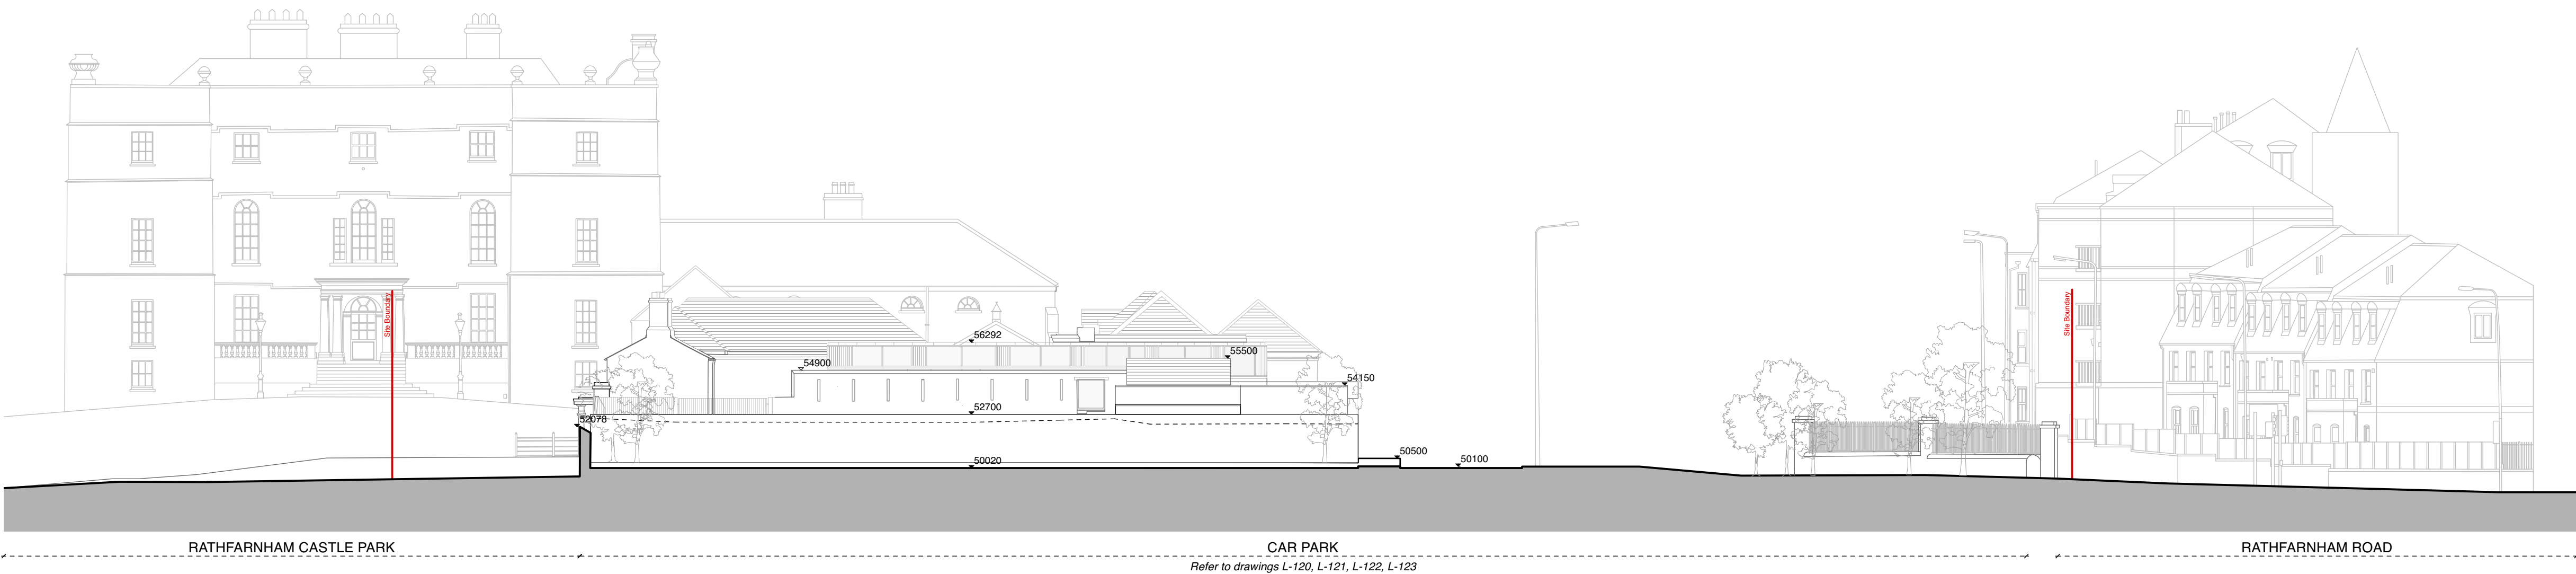 Site Boundary
Site Boundary
56292
55500
54900
54150
52700
52078
50500
50100
50020
RATHFARNHAM CASTLE PARK
CAR PARK
RATHFARNHAM ROAD
Refer to drawings L-120, L-121, L-122, L-123